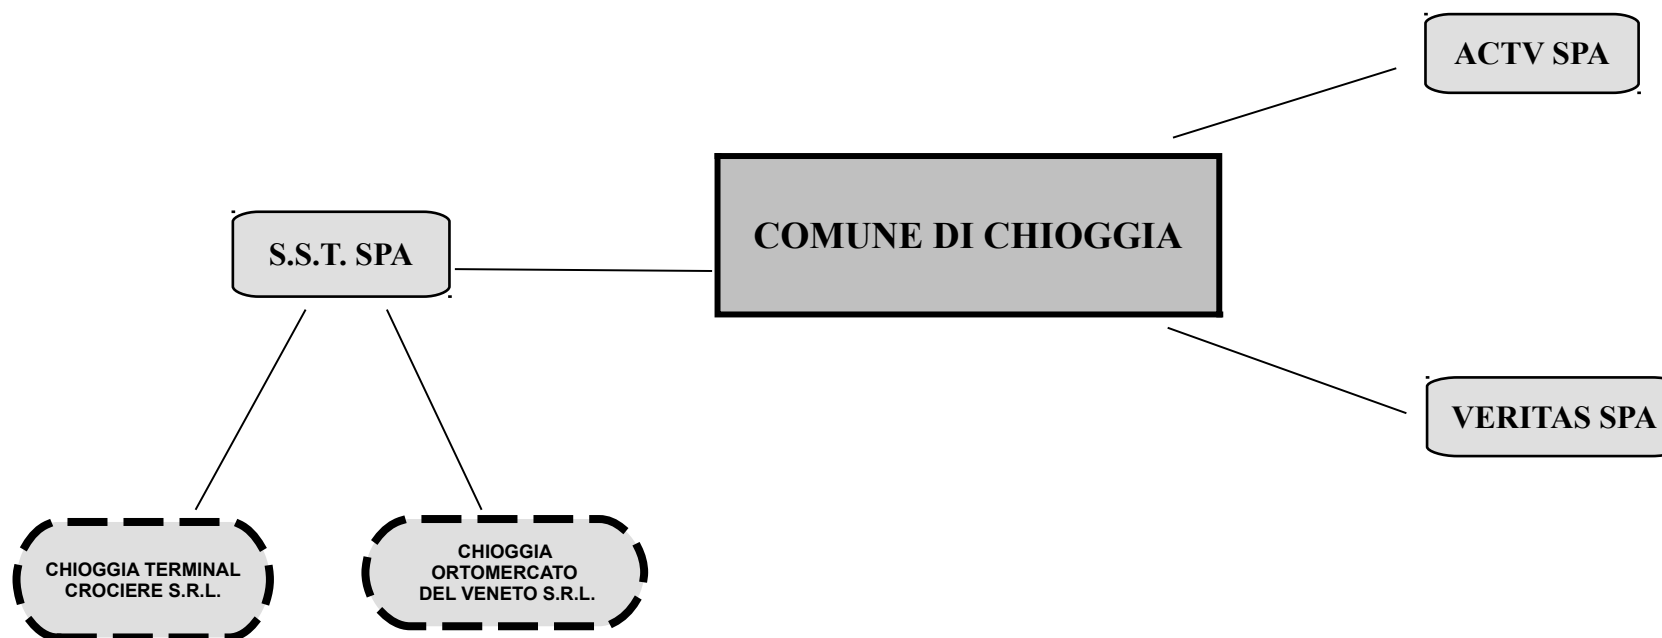 ACTV SPA
COMUNE DI CHIOGGIA
S.S.T. SPA
VERITAS SPA
CHIOGGIA TERMINAL
CROCIERE S.R.L.
CHIOGGIA
ORTOMERCATO
DEL VENETO S.R.L.